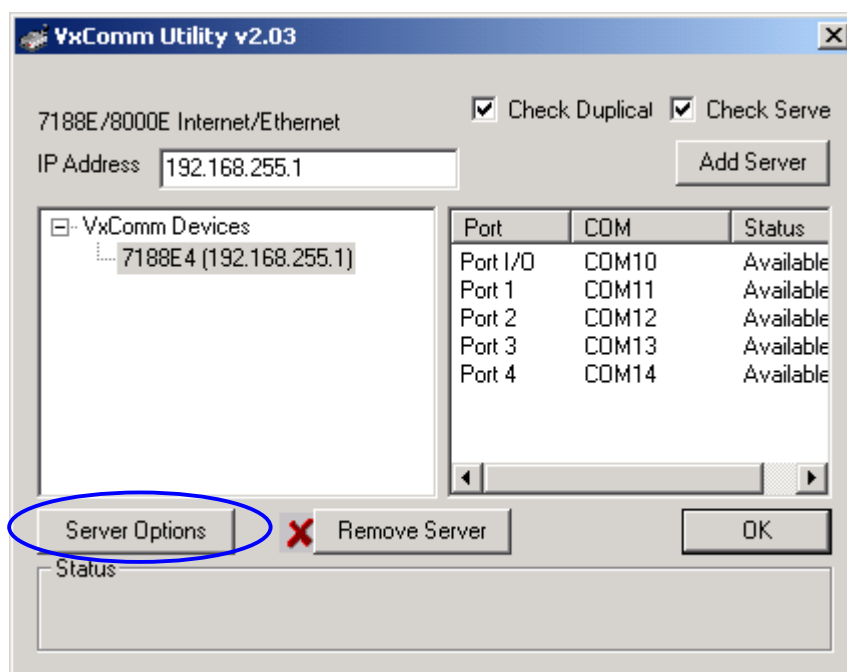 VxComm Utility v2.03
7188E/8000E Internet/Ethernet
Check Duplical
Check Serve
IP Address
192.168.255.1
Add Server
VxComm Devices
7188E4 (192.168.255.1)
Port COM Status
Port I/O COM10 Available
Port 1 COM11 Available
Port 2 COM12 Available
Port 3 COM13 Available
Port 4 COM14 Available
Server Options
Remove Server
OK
Status